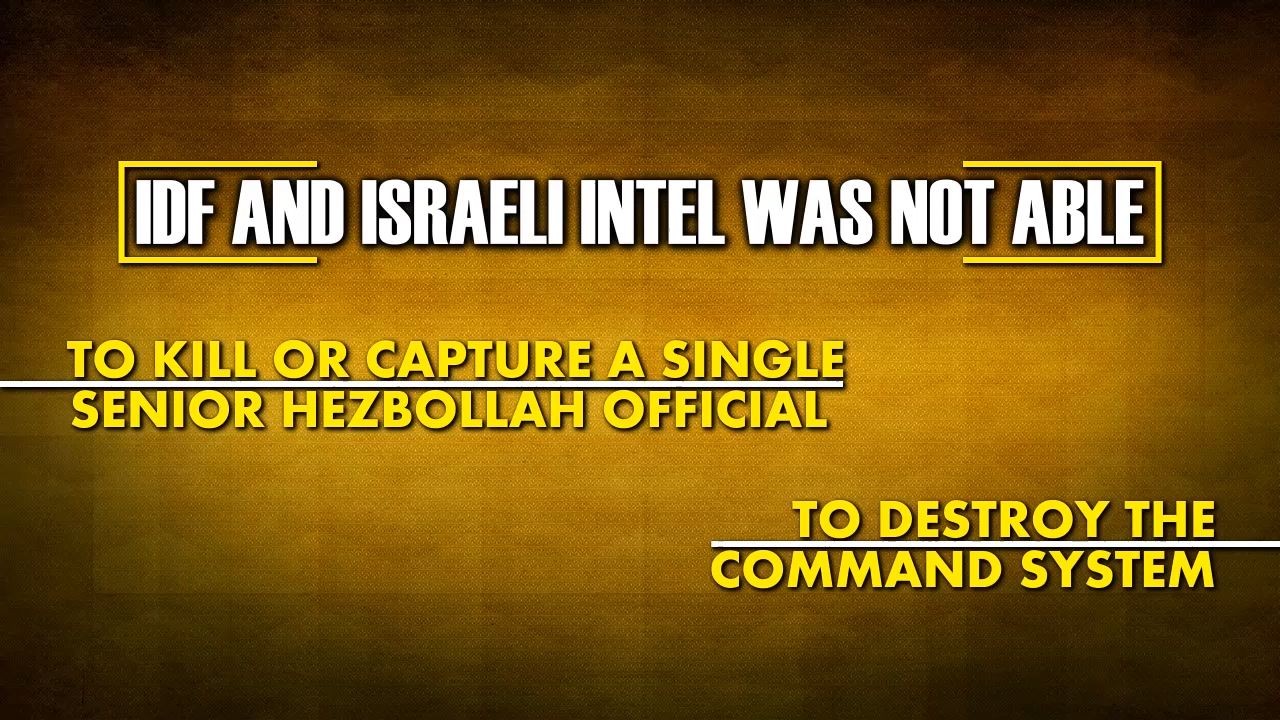 IDF AND ISRAELI INTEL WAS NOT ABLE
TO KILL OR CAPTURE A SINGLE
SENIOR HEZBOLLAH OFFICIAL
TO DESTROY THE
COMMAND SYSTEM